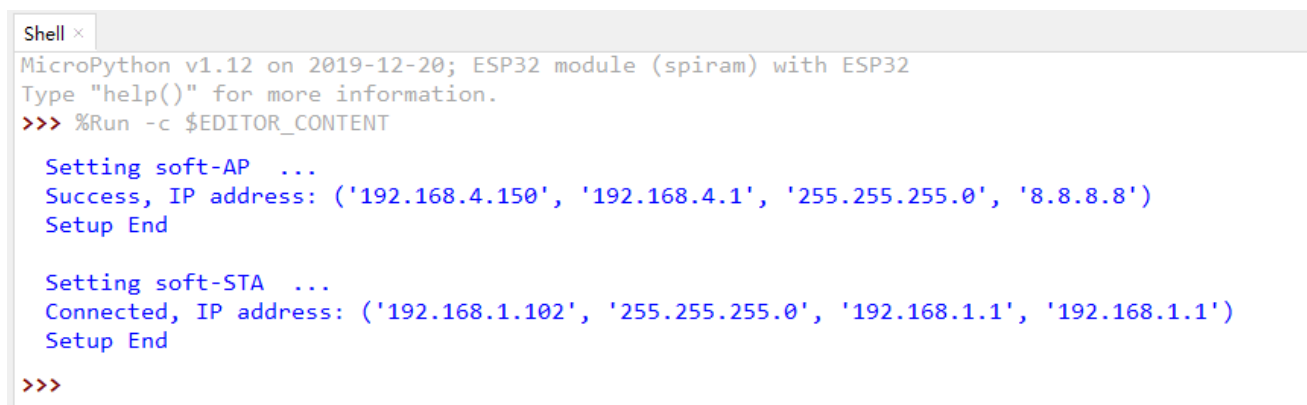 Shell ×
MicroPython v1.12 on 2019-12-20; ESP32 module (spiram) with ESP32
Type "help()" for more information.
>>> %Run -c $EDITOR_CONTENT
Setting soft-AP  ...
Success, IP address: ('192.168.4.150', '192.168.4.1', '255.255.255.0', '8.8.8.8')
Setup End
Setting soft-STA  ...
Connected, IP address: ('192.168.1.102', '255.255.255.0', '192.168.1.1', '192.168.1.1')
Setup End
>>>